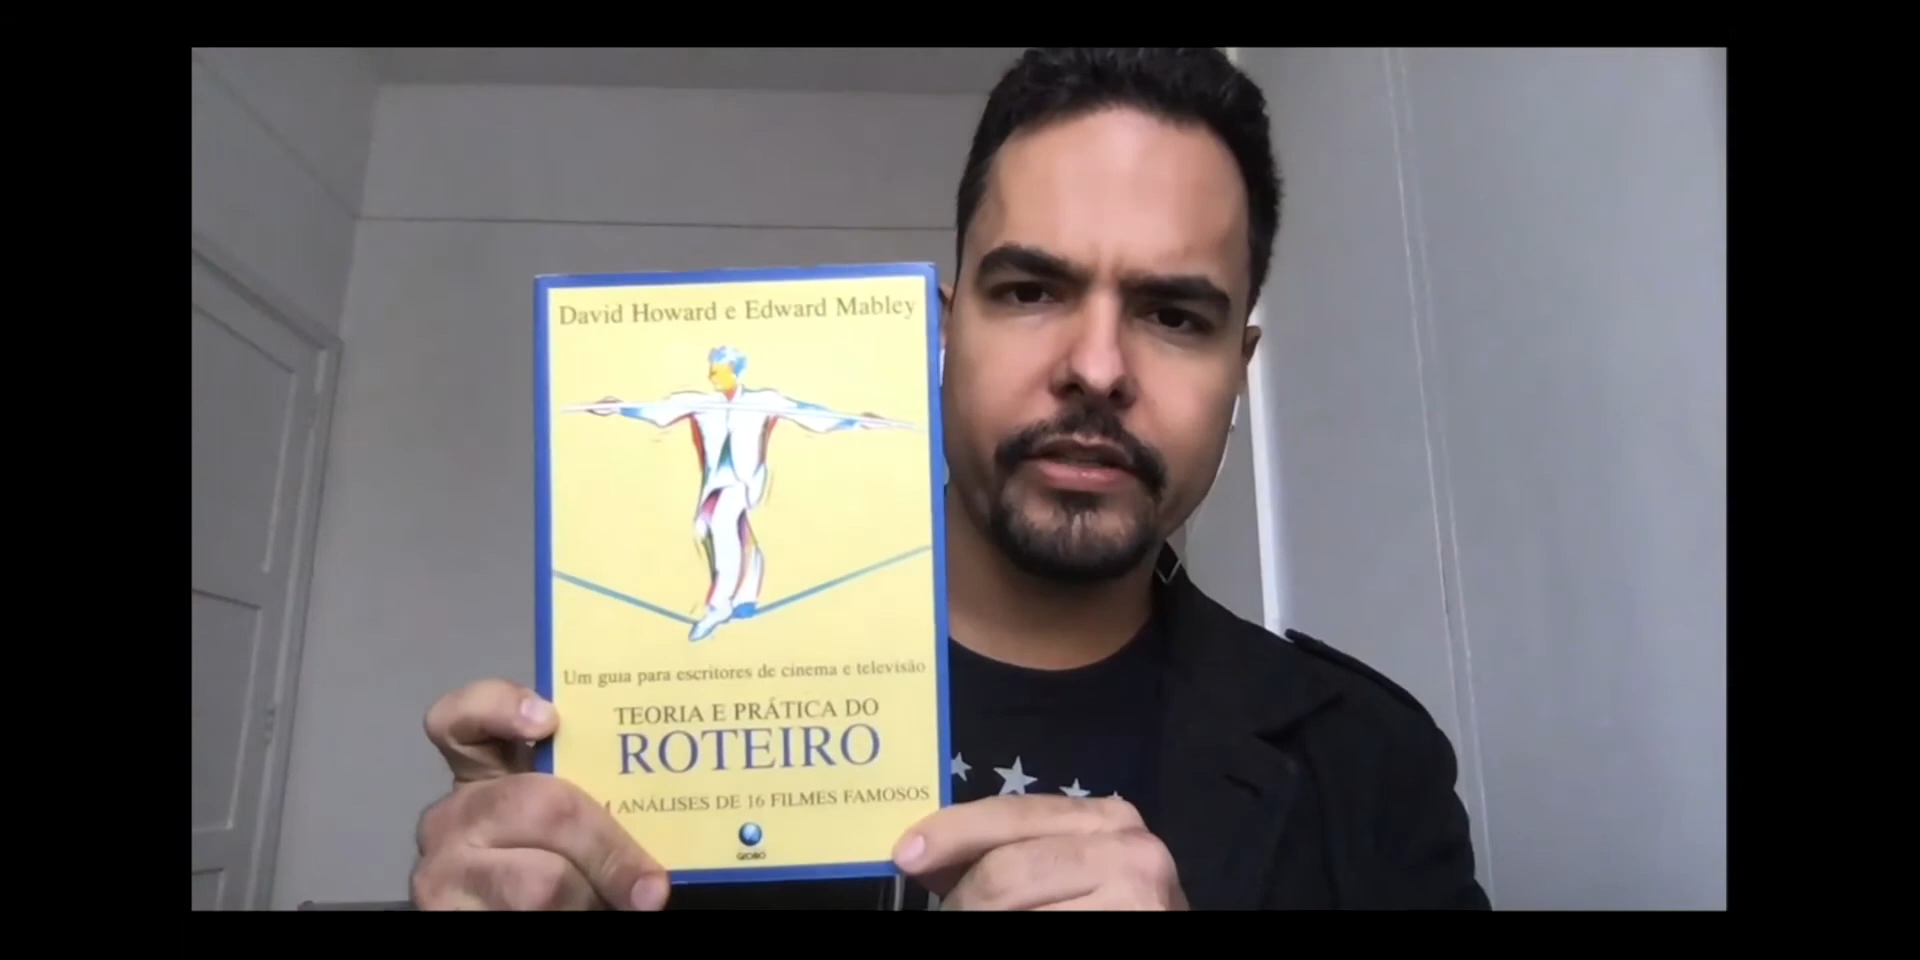 David Howard e Edward Mabley
Um guia para escritores de cinema e televisão
TEORIA E PRÁTICA DO
ROTEIRO
ANÁLISES DE 16 FILMES FAMOSOS
GLOBO